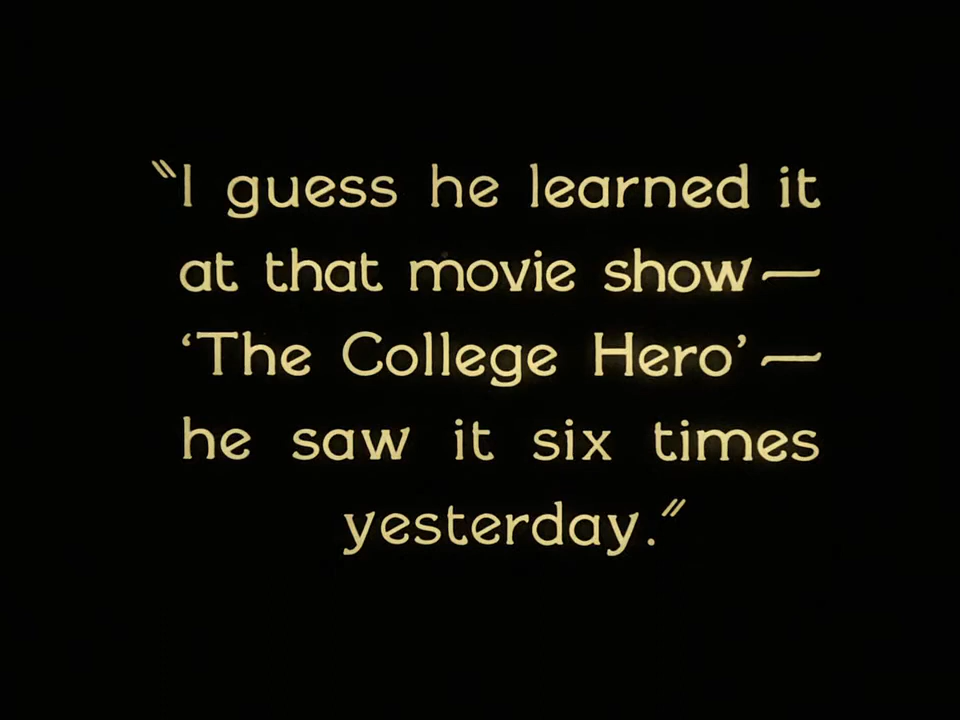 “I guess he learned it
at that movie show—
‘The College Hero’—
he saw it six times
yesterday.”